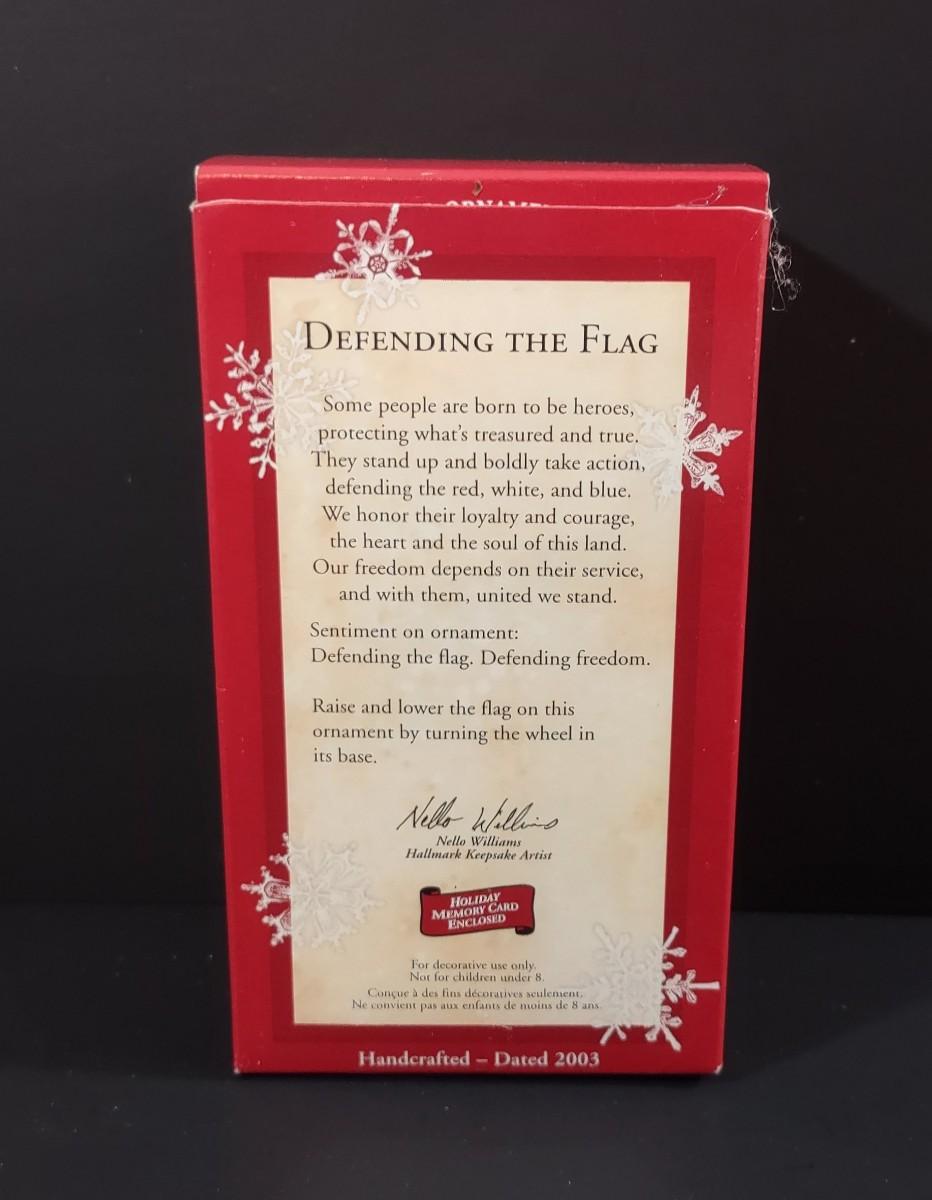 DEFENDING THE FLAG
Some people are born to be heroes,
protecting what's treasured and true.
They stand up and boldly take action,
defending the red, white, and blue.
We honor their loyalty and courage,
the heart and the soul of this land.
Our freedom depends on their service,
and with them, united we stand.
Sentiment on ornament:
Defending the flag. Defending freedom.
Raise and lower the flag on this
ornament by turning the wheel in
its base.
Nello Williams
Nello Williams
Hallmark Keepsake Artist
HOLIDAY
MEMORY CARD
ENCLOSED
For decorative use only.
Not for children under 8.
Conçue à des fins décoratives seulement.
Ne convient pas aux enfants de moins de 8 ans.
Handcrafted – Dated 2003